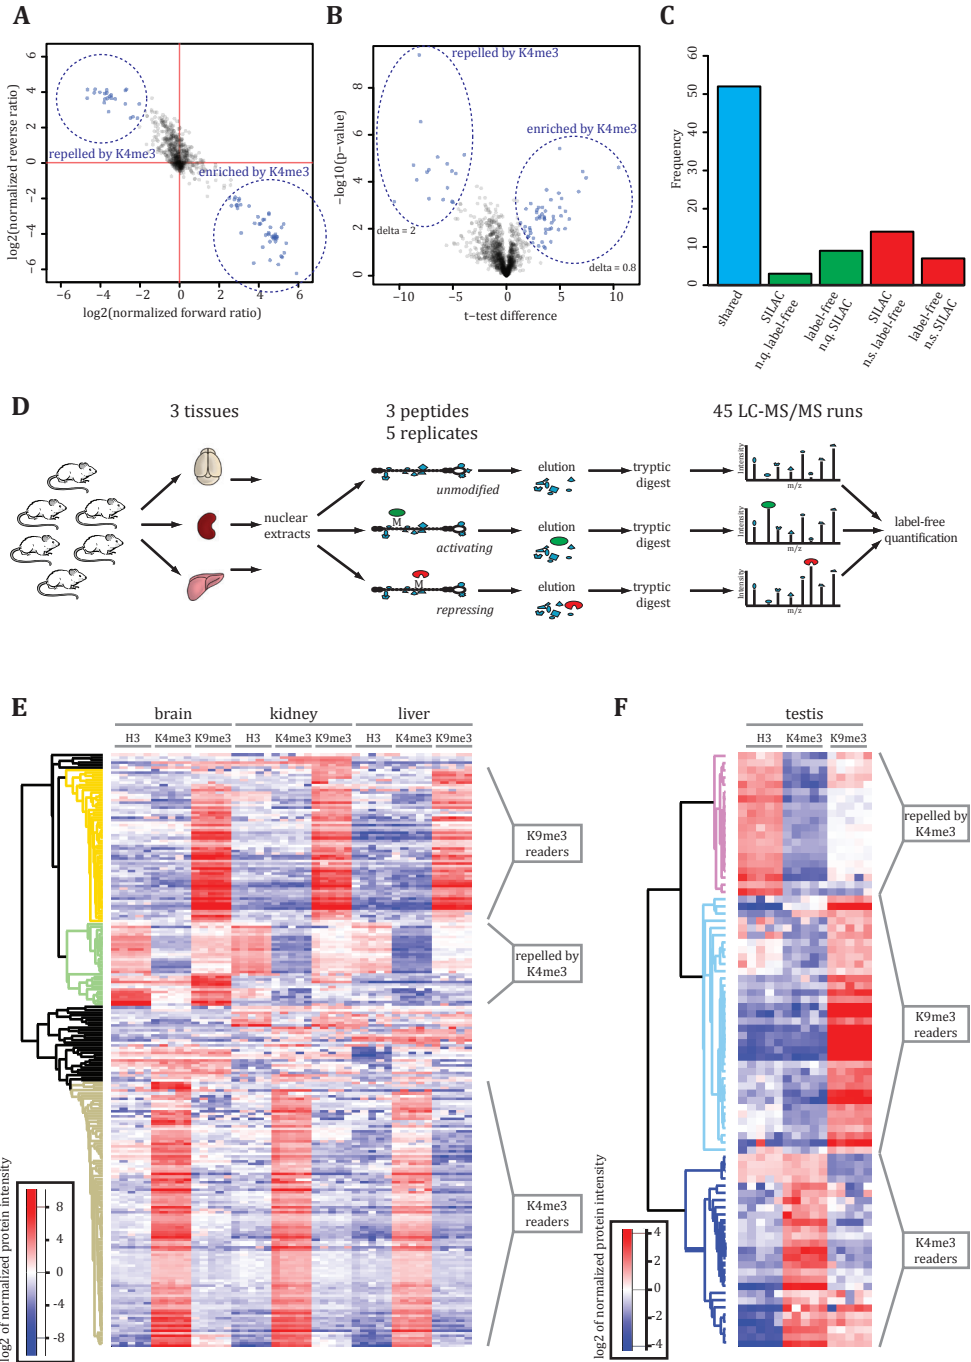 A
6
4
2
0
−2
−4
−6
log2(normalized reverse ratio)
repelled by K4me3
enriched by K4me3
−6 −4 −2 0 2 4 6
log2(normalized forward ratio)
B
8
6
4
2
0
−log10(p−value)
repelled by K4me3
enriched by K4me3
delta = 2
delta = 0.8
−10 −5 0 5 10
t−test difference
C
60
50
40
30
20
10
0
Frequency
shared
SILAC
n.q. label-free
label-free
n.q. SILAC
SILAC
n.s. label-free
label-free
n.s. SILAC
D
3 tissues
3 peptides
5 replicates
45 LC-MS/MS runs
nuclear
extracts
unmodified
elution
tryptic
digest
Intensity
m/z
M
activating
elution
tryptic
digest
Intensity
m/z
label-free
quantification
M
repressing
elution
tryptic
digest
Intensity
m/z
E
brain kidney liver
H3 K4me3 K9me3 H3 K4me3 K9me3 H3 K4me3 K9me3
K9me3
readers
repelled by
K4me3
K4me3
readers
log2 of normalized protein intensity
8
4
0
-4
-8
F
testis
H3 K4me3 K9me3
repelled by
K4me3
K9me3
readers
K4me3
readers
log2 of normalized protein intensity
4
2
0
-2
-4